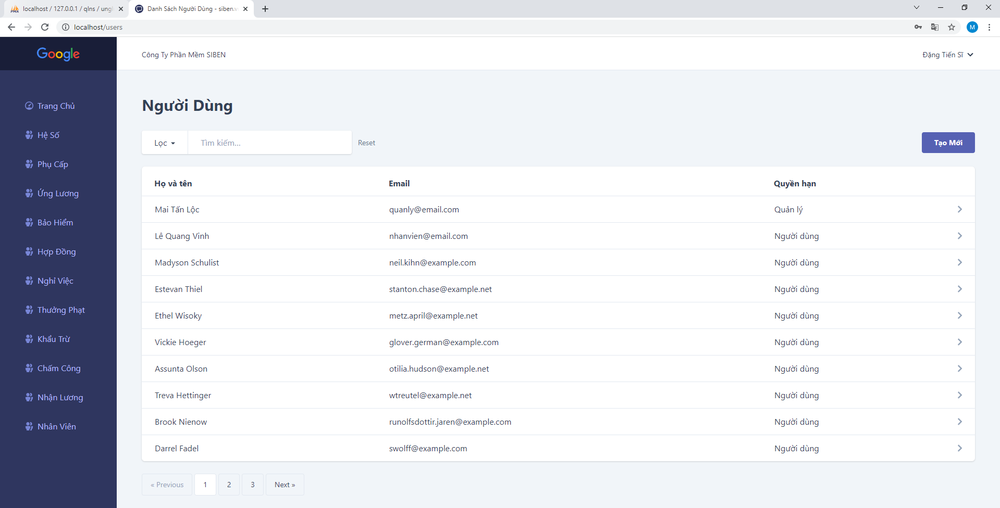 localhost / 127.0.0.1 / qlns / ungl
Danh Sách Người Dùng - siben.v
localhost/users
M
Google
Công Ty Phần Mềm SIBEN
Đặng Tiến Sĩ
Trang Chủ
Hệ Số
Phụ Cấp
Ứng Lương
Bảo Hiểm
Hợp Đồng
Nghỉ Việc
Thưởng Phạt
Khẩu Trừ
Chấm Công
Nhận Lương
Nhân Viên
Người Dùng
Lọc Tìm kiếm... Reset Tạo Mới
Họ và tên Email Quyền hạn
Mai Tấn Lộc quanly@email.com Quản lý
Lê Quang Vinh nhanvien@email.com Người dùng
Madyson Schulist neil.kihn@example.com Người dùng
Estevan Thiel stanton.chase@example.net Người dùng
Ethel Wisoky metz.april@example.net Người dùng
Vickie Hoeger glover.german@example.com Người dùng
Assunta Olson otilia.hudson@example.net Người dùng
Treva Hettinger wtreutel@example.net Người dùng
Brook Nienow runolfsdottir.jaren@example.com Người dùng
Darrel Fadel swolff@example.com Người dùng
« Previous 1 2 3 Next »